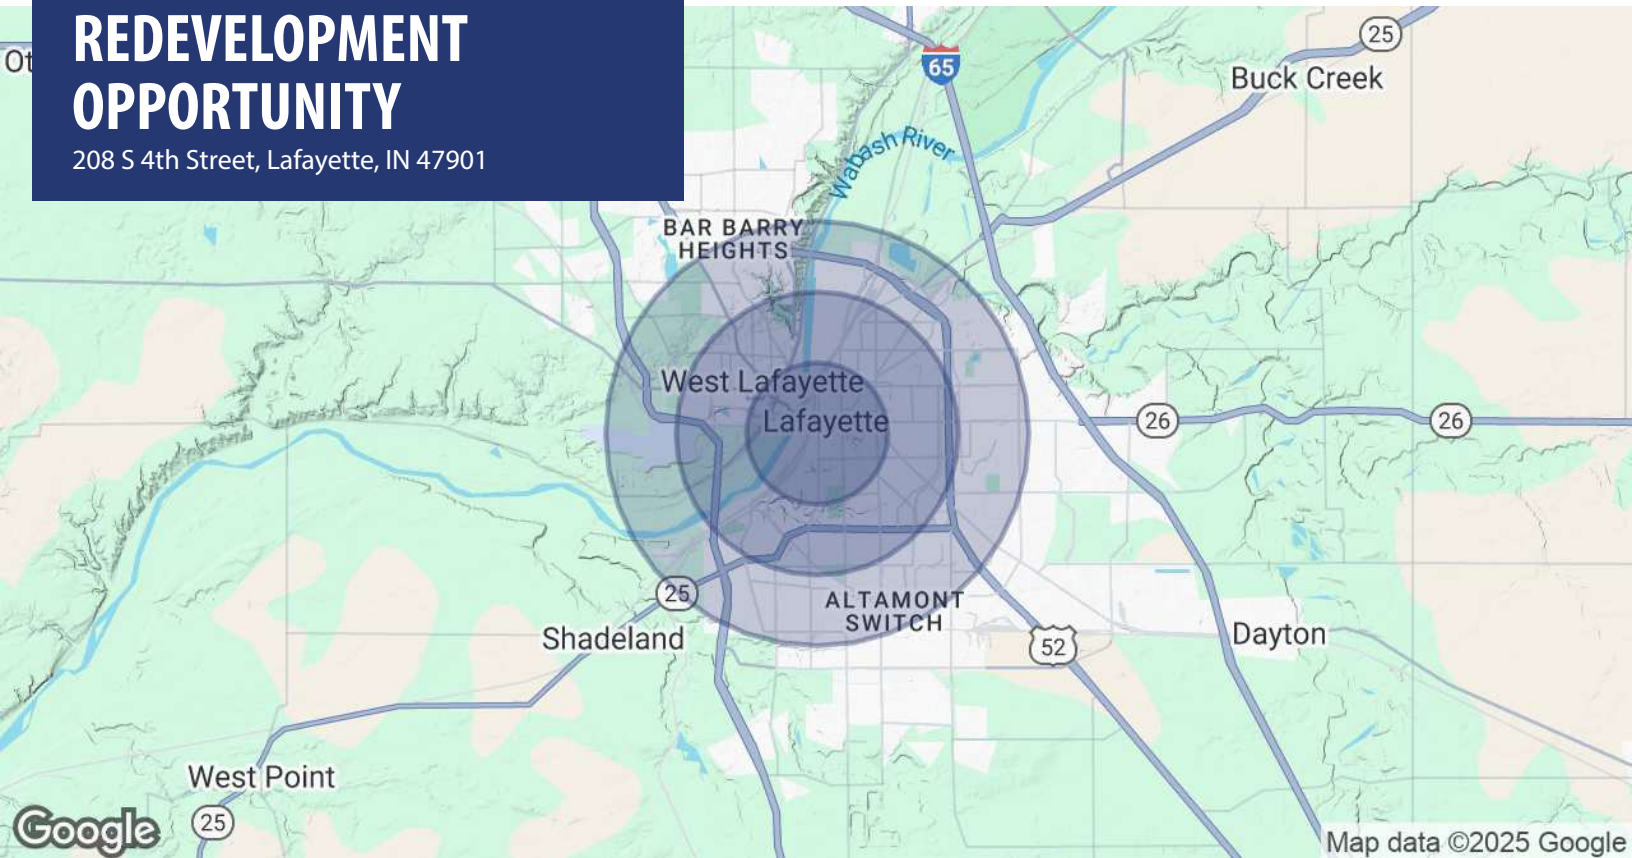 REDEVELOPMENT
OPPORTUNITY
208 S 4th Street, Lafayette, IN 47901
Ot
65
25
Buck Creek
Wabash River
BAR BARRY
HEIGHTS
West Lafayette
Lafayette
26
26
25
ALTAMONT
SWITCH
Shadeland
52
Dayton
West Point
25
Google
Map data ©2025 Google